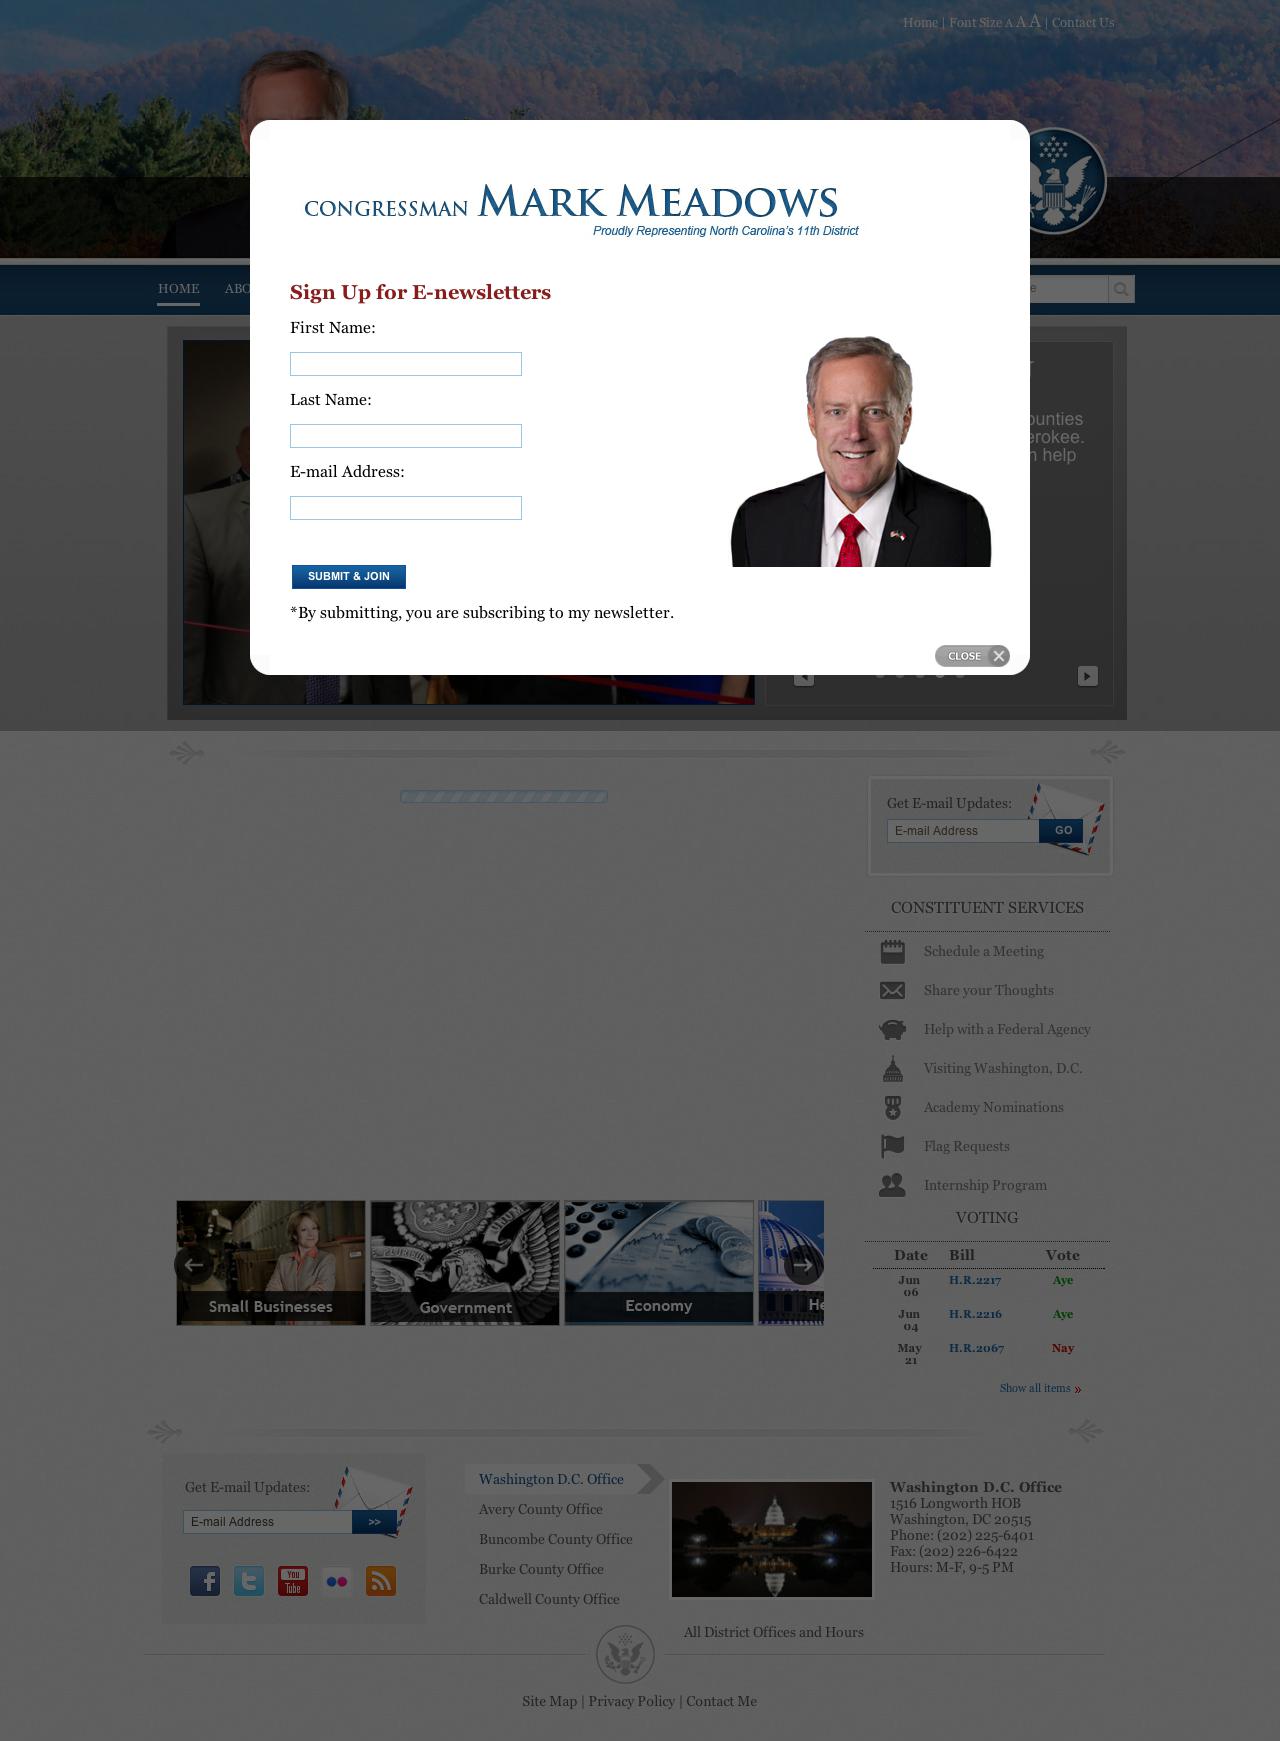 Home | Font Size A A A | Contact Us
CONGRESSMAN MARK MEADOWS
Proudly Representing North Carolina's 11th District
HOME
Sign Up for E-newsletters
First Name:
Last Name:
E-mail Address:
SUBMIT & JOIN
*By submitting, you are subscribing to my newsletter.
CLOSE
help
Get E-mail Updates:
E-mail Address GO
CONSTITUENT SERVICES
Schedule a Meeting
Share your Thoughts
Help with a Federal Agency
Visiting Washington, D.C.
Academy Nominations
Flag Requests
Internship Program
VOTING
Date Bill Vote
Jun 06 H.R.2217 Aye
Jun 04 H.R.2216 Aye
May 21 H.R.2067 Nay
Show all items »
Small Businesses
Government
Economy
Get E-mail Updates:
E-mail Address >>
You Tube
Washington D.C. Office
Avery County Office
Buncombe County Office
Burke County Office
Caldwell County Office
Washington D.C. Office
1516 Longworth HOB
Washington, DC 20515
Phone: (202) 225-6401
Fax: (202) 226-6422
Hours: M-F, 9-5 PM
All District Offices and Hours
Site Map | Privacy Policy | Contact Me